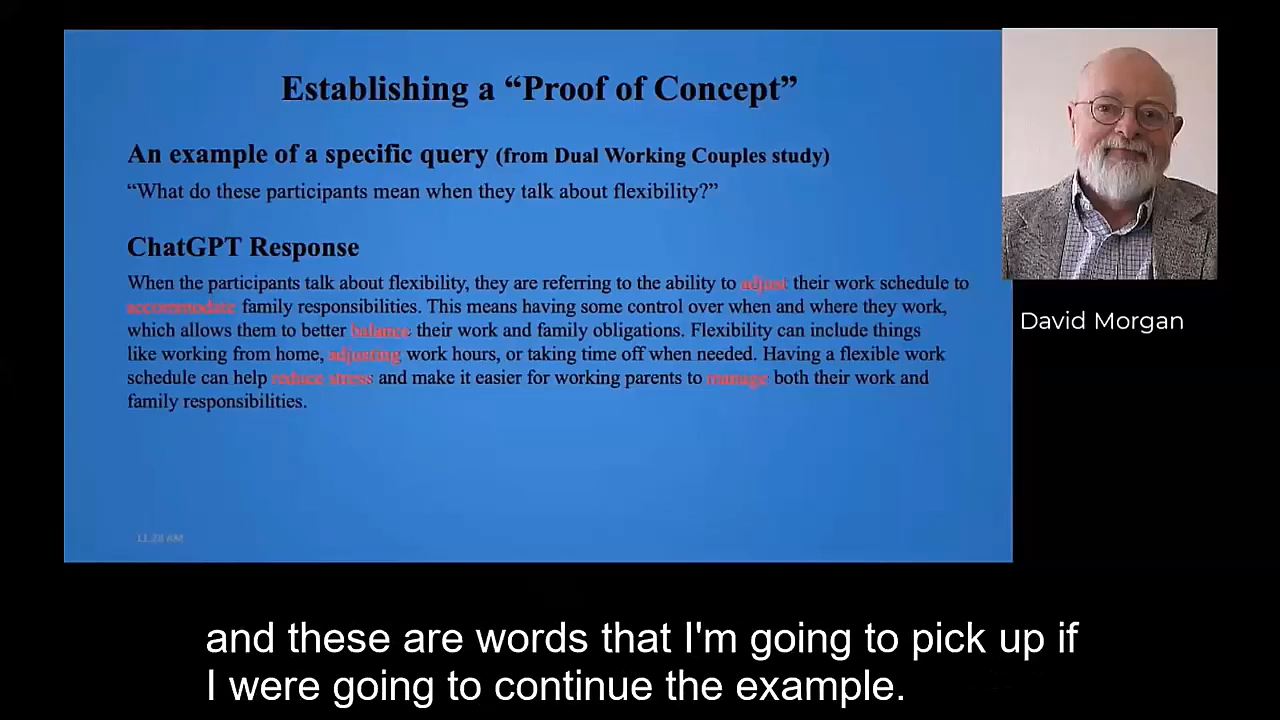 Establishing a “Proof of Concept”
An example of a specific query (from Dual Working Couples study)
“What do these participants mean when they talk about flexibility?”
ChatGPT Response
When the participants talk about flexibility, they are referring to the ability to adjust their work schedule to
accommodate family responsibilities. This means having some control over when and where they work,
which allows them to better balance their work and family obligations. Flexibility can include things
like working from home, adjusting work hours, or taking time off when needed. Having a flexible work
schedule can help reduce stress and make it easier for working parents to manage both their work and
family responsibilities.
11:28 AM
David Morgan
and these are words that I'm going to pick up if
I were going to continue the example.